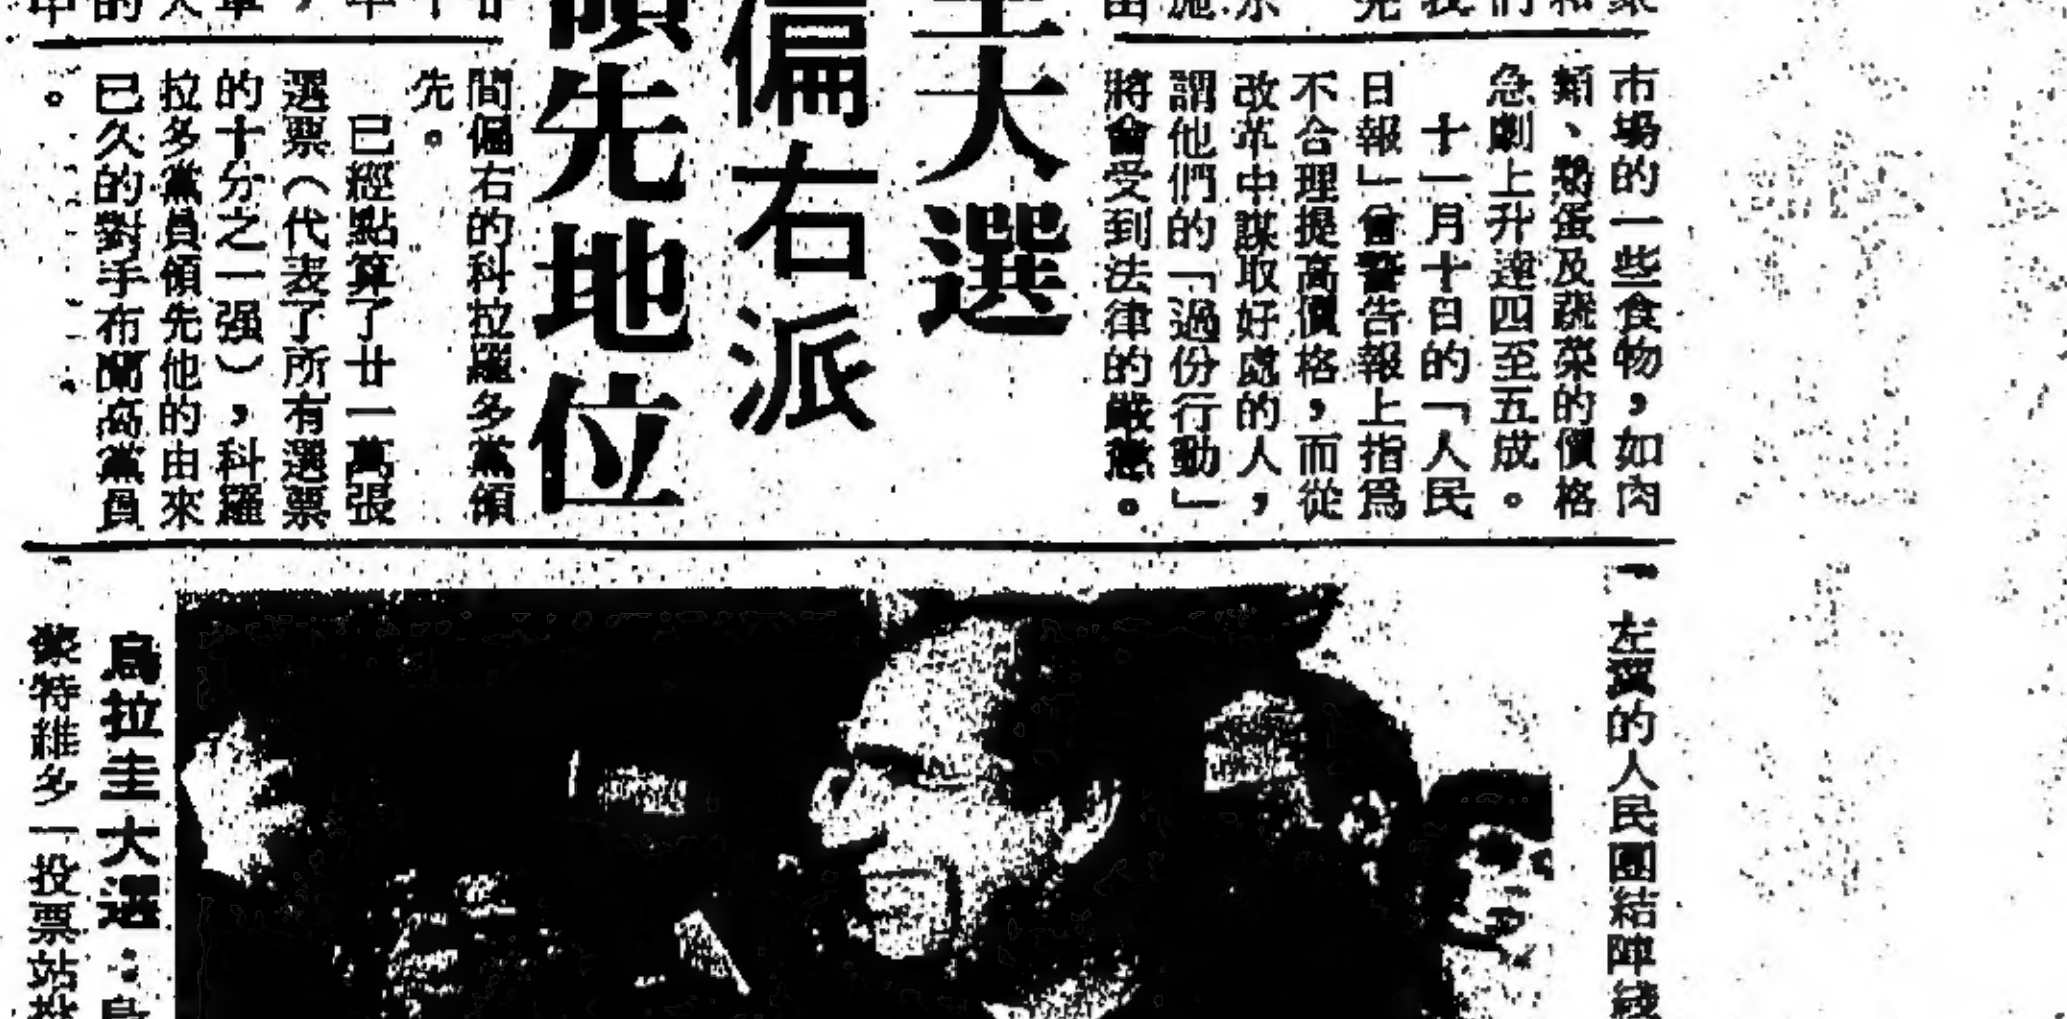 市場的一些食物，如肉
類、鷄蛋及蔬菜的價格
急劇上升達四至五成。
十一月十日的「人民
日報」曾警告報上指爲
不合理提高價格，而從
改革中謀取好處的人，
謂他們的「過份行動」
將會受到法律的嚴懲。
圭大選
偏右派
領先地位
間偏右的科拉羅多黨領
先。
已經點算了廿一萬張
選票（代表了所有選票
的十分之一强），科羅
拉多黨員領先他的由來
已久的對手布蘭高黨員
。
左翼的人民團結陣綫
烏拉圭大選：烏
蒙特維多一投票站投